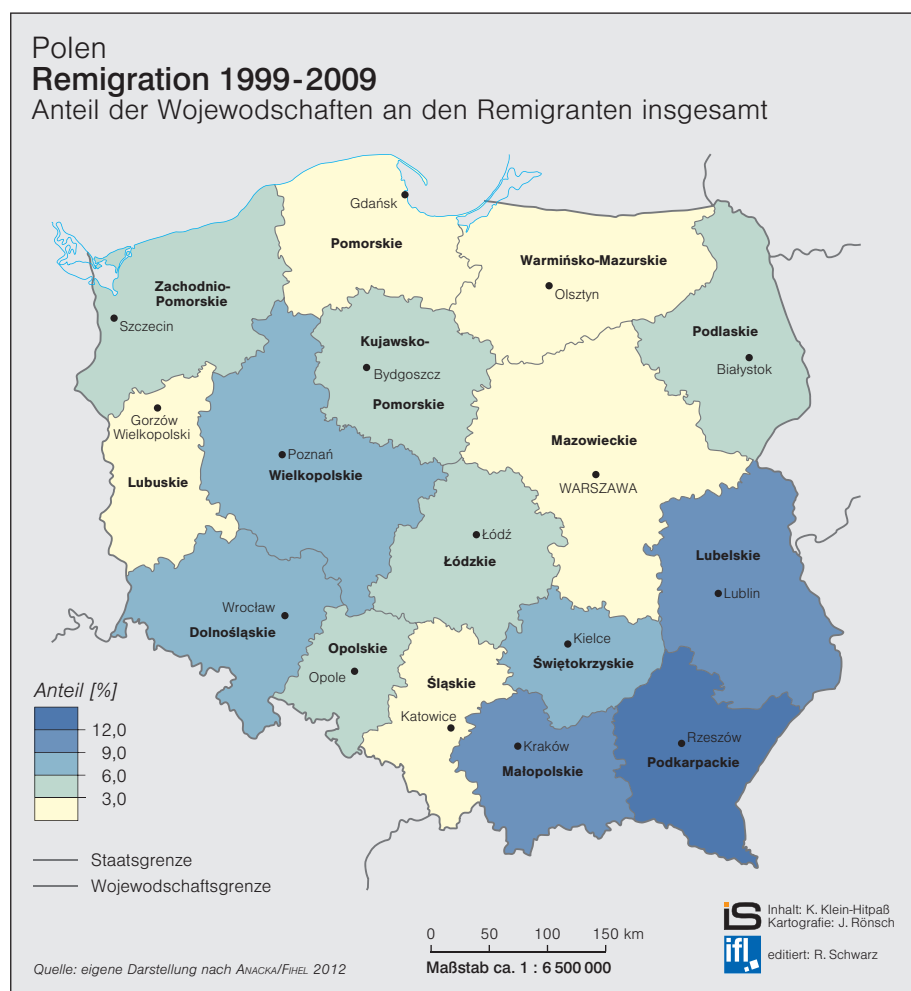 Polen
Remigration 1999-2009
Anteil der Wojewodschaften an den Remigranten insgesamt
Gdańsk
Pomorskie
Warmińsko-Mazurskie
Olsztyn
Zachodnio-
Pomorskie
Szczecin
Kujawsko-
Bydgoszcz
Pomorskie
Podlaskie
Białystok
Gorzów
Wielkopolski
Lubuskie
Poznań
Wielkopolskie
Mazowieckie
WARSZAWA
Łódź
Łódzkie
Lubelskie
Lublin
Wrocław
Dolnośląskie
Opolskie
Opole
Kielce
Świętokrzyskie
Śląskie
Katowice
Kraków
Małopolskie
Rzeszów
Podkarpackie
Anteil [%]
12,0
9,0
6,0
3,0
Staatsgrenze
Wojewodschaftsgrenze
0 50 100 150 km
Maßstab ca. 1 : 6 500 000
Quelle: eigene Darstellung nach ANACKA/FIHEL 2012
is
Inhalt: K. Klein-Hitpaß
Kartografie: J. Rönsch
ifl
editiert: R. Schwarz